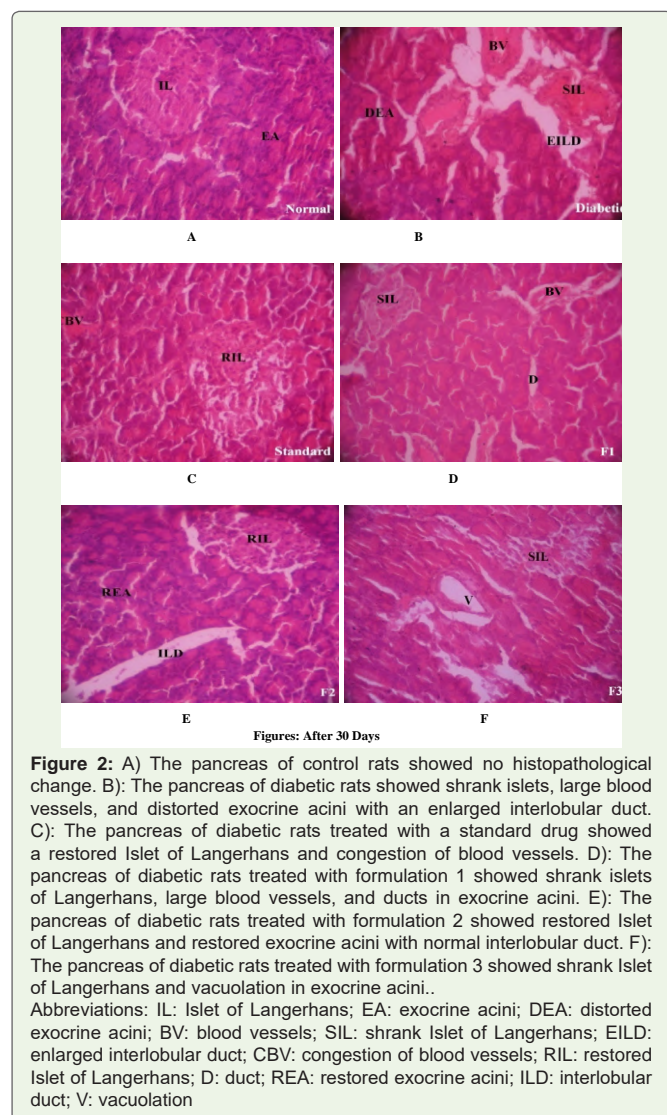 BV
IL
SIL
DEA
EA
EILD
Normal
Diabetic
A
B
SIL
BV
BV
RIL
D
Standard
F1
C
D
RIL
SIL
REA
V
ILD
F2
F3
E
F
Figures: After 30 Days
Figure 2: A) The pancreas of control rats showed no histopathological
change. B): The pancreas of diabetic rats showed shrank islets, large blood
vessels, and distorted exocrine acini with an enlarged interlobular duct.
C): The pancreas of diabetic rats treated with a standard drug showed
a restored Islet of Langerhans and congestion of blood vessels. D): The
pancreas of diabetic rats treated with formulation 1 showed shrank islets
of Langerhans, large blood vessels, and ducts in exocrine acini. E): The
pancreas of diabetic rats treated with formulation 2 showed restored Islet
of Langerhans and restored exocrine acini with normal interlobular duct. F):
The pancreas of diabetic rats treated with formulation 3 showed shrank Islet
of Langerhans and vacuolation in exocrine acini..
Abbreviations: IL: Islet of Langerhans; EA: exocrine acini; DEA: distorted
exocrine acini; BV: blood vessels; SIL: shrank Islet of Langerhans; EILD:
enlarged interlobular duct; CBV: congestion of blood vessels; RIL: restored
Islet of Langerhans; D: duct; REA: restored exocrine acini; ILD: interlobular
duct; V: vacuolation